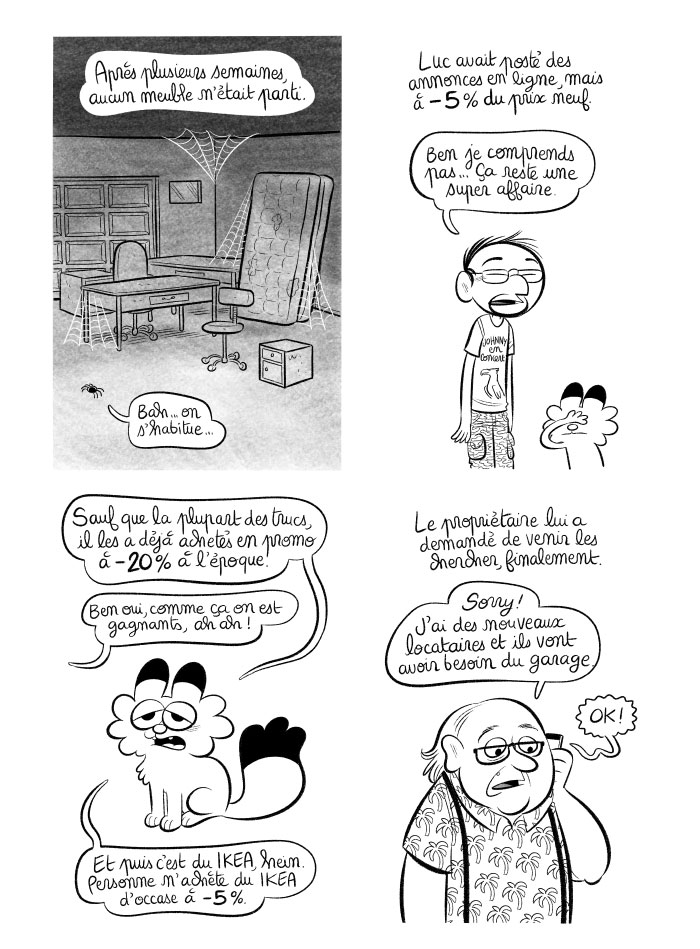 Après plusieurs semaines,
aucun meuble n'était parti.
Bah... on
s'habitue...
Luc avait posté des
annonces en ligne, mais
à -5% du prix neuf.
Ben je comprends
pas... Ça reste une
super affaire.
JOHNNY
en
Concert
Sauf que la plupart des trucs,
il les a déjà achetés en promo
à -20% à l'époque!
Ben oui, comme ça on est
gagnants, ah ah!
Et puis c'est du IKEA, hein.
Personne n'achète du IKEA
d'occase à -5%.
Le propriétaire lui a
demandé de venir les
chercher, finalement.
Sorry!
J'ai des nouveaux
locataires et ils vont
avoir besoin du garage.
OK!